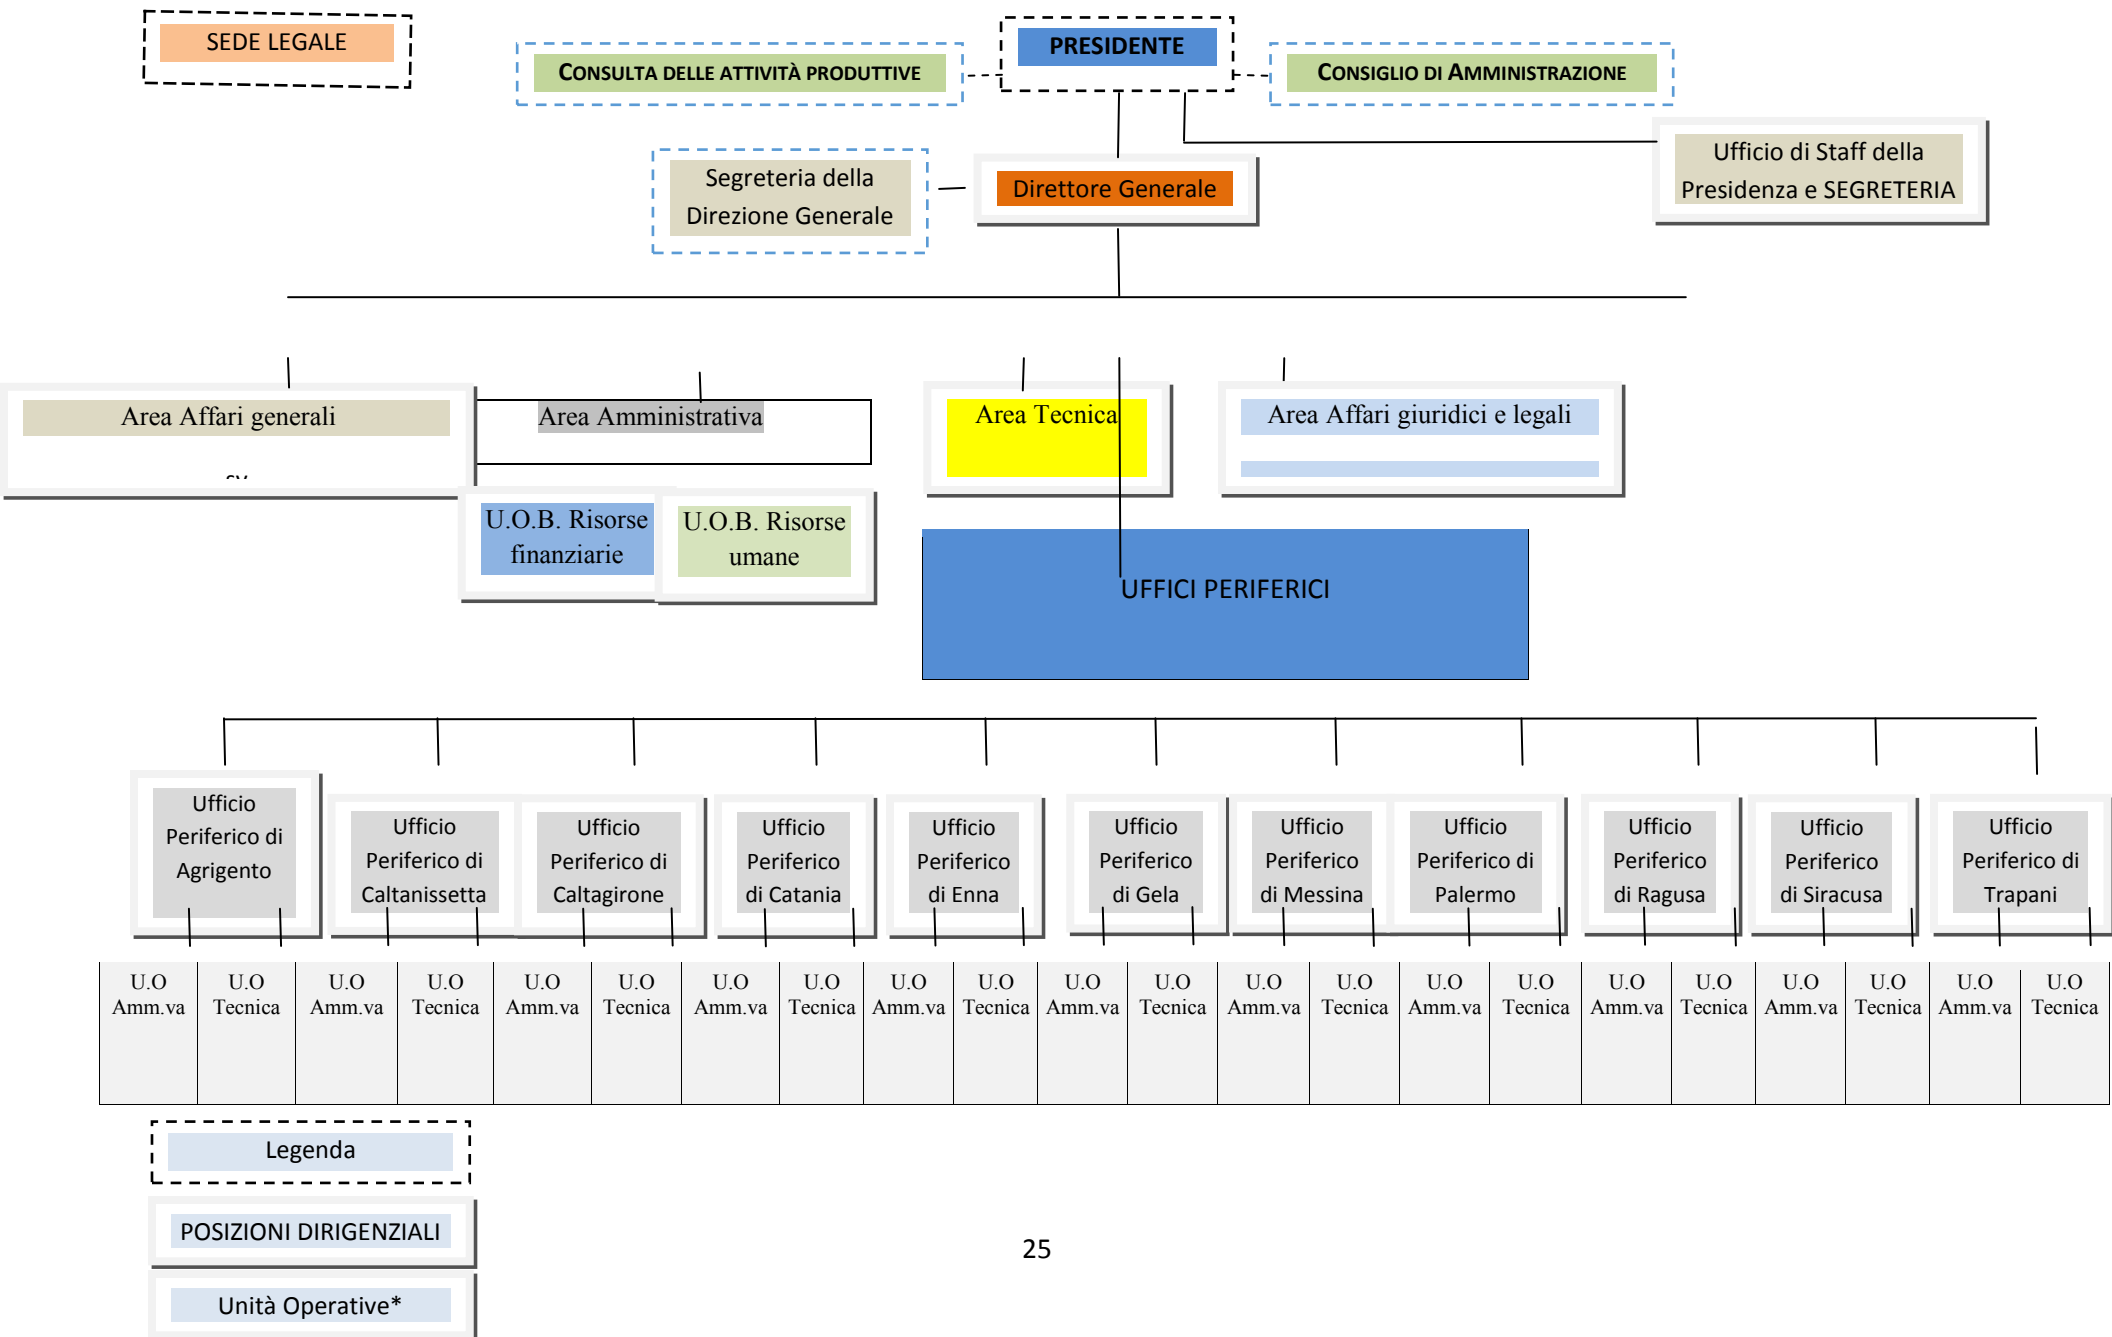 SEDE LEGALE
PRESIDENTE
CONSULTA DELLE ATTIVITÀ PRODUTTIVE
CONSIGLIO DI AMMINISTRAZIONE
Segreteria della
Direzione Generale
Direttore Generale
Ufficio di Staff della
Presidenza e SEGRETERIA
Area Affari generali
Area Amministrativa
Area Tecnica
Area Affari giuridici e legali
U.O.B. Risorse
finanziarie
U.O.B. Risorse
umane
UFFICI PERIFERICI
Ufficio
Periferico di
Agrigento
Ufficio
Periferico di
Caltanissetta
Ufficio
Periferico di
Caltagirone
Ufficio
Periferico
di Catania
Ufficio
Periferico
di Enna
Ufficio
Periferico
di Gela
Ufficio
Periferico
di Messina
Ufficio
Periferico di
Palermo
Ufficio
Periferico
di Ragusa
Ufficio
Periferico
di Siracusa
Ufficio
Periferico di
Trapani
U.O
Amm.va
U.O
Tecnica
U.O
Amm.va
U.O
Tecnica
U.O
Amm.va
U.O
Tecnica
U.O
Amm.va
U.O
Tecnica
U.O
Amm.va
U.O
Tecnica
U.O
Amm.va
U.O
Tecnica
U.O
Amm.va
U.O
Tecnica
U.O
Amm.va
U.O
Tecnica
U.O
Amm.va
U.O
Tecnica
U.O
Amm.va
U.O
Tecnica
U.O
Amm.va
U.O
Tecnica
Legenda
POSIZIONI DIRIGENZIALI
Unità Operative*
25